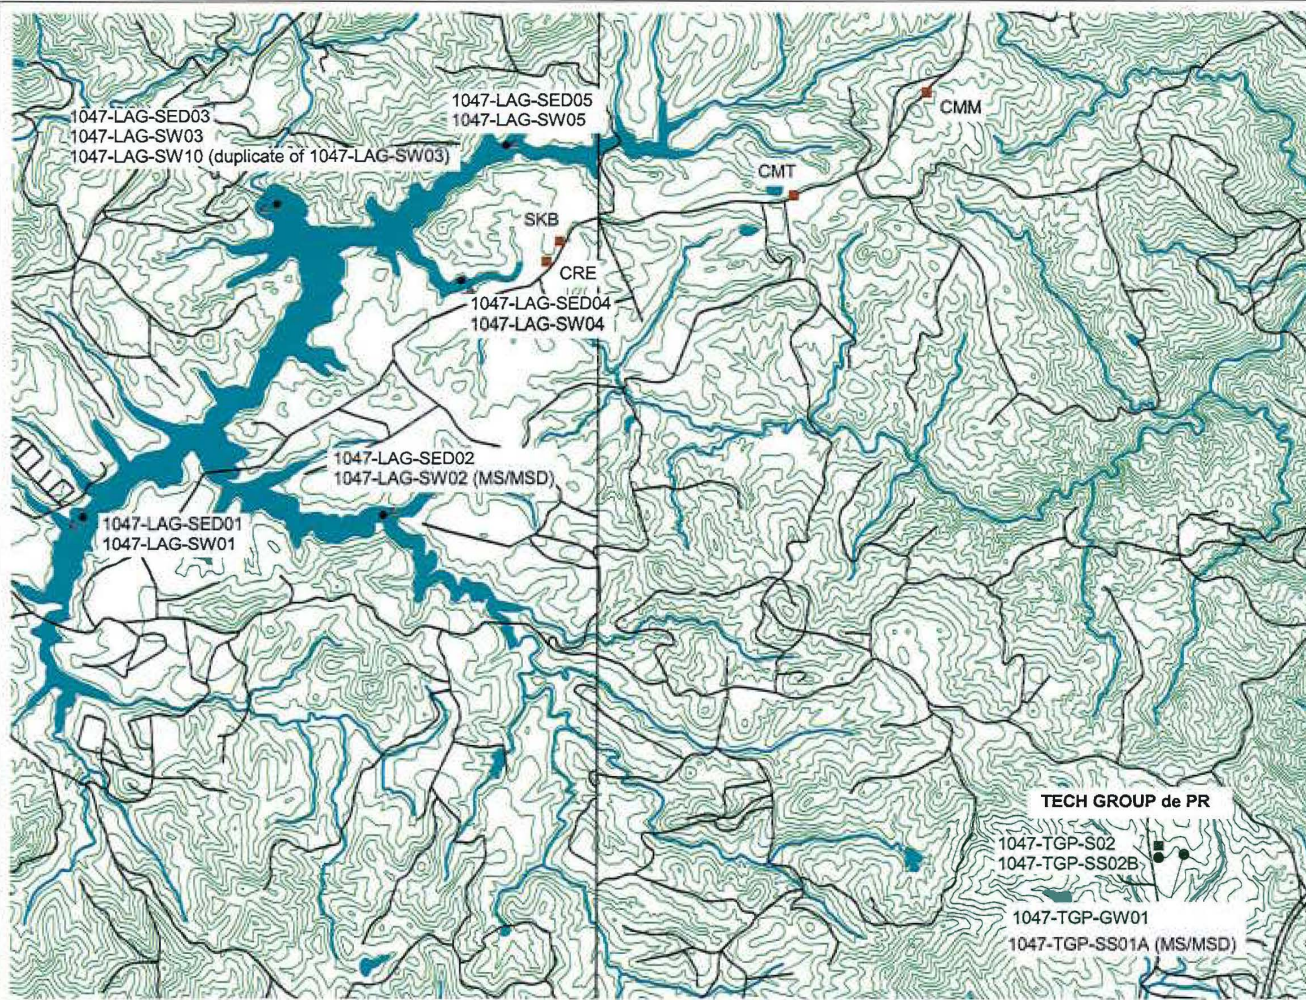 1047-LAG-SED03
1047-LAG-SW03
1047-LAG-SW10 (duplicate of 1047-LAG-SW03)
1047-LAG-SED05
1047-LAG-SW05
CMM
CMT
SKB
CRE
1047-LAG-SED04
1047-LAG-SW04
1047-LAG-SED02
1047-LAG-SW02 (MS/MSD)
1047-LAG-SED01
1047-LAG-SW01
TECH GROUP de PR
1047-TGP-S02
1047-TGP-SS02B
1047-TGP-GW01
1047-TGP-SS01A (MS/MSD)